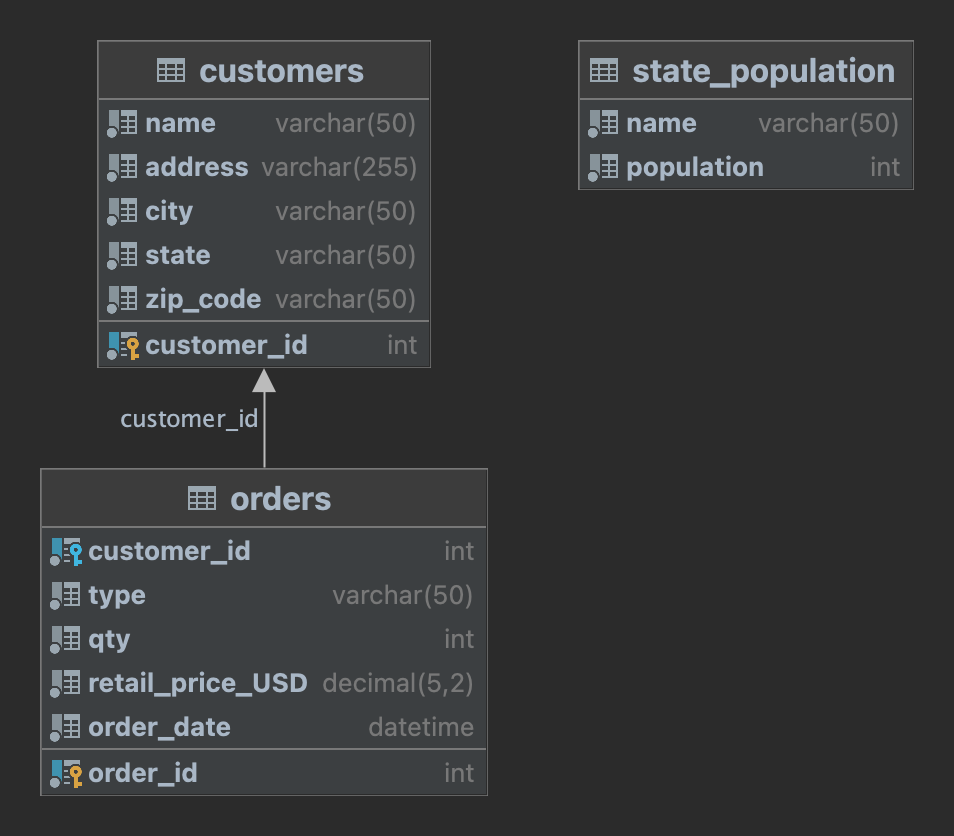 customers
name varchar(50)
address varchar(255)
city varchar(50)
state varchar(50)
zip_code varchar(50)
customer_id int
state_population
name varchar(50)
population int
customer_id
orders
customer_id int
type varchar(50)
qty int
retail_price_USD decimal(5,2)
order_date datetime
order_id int